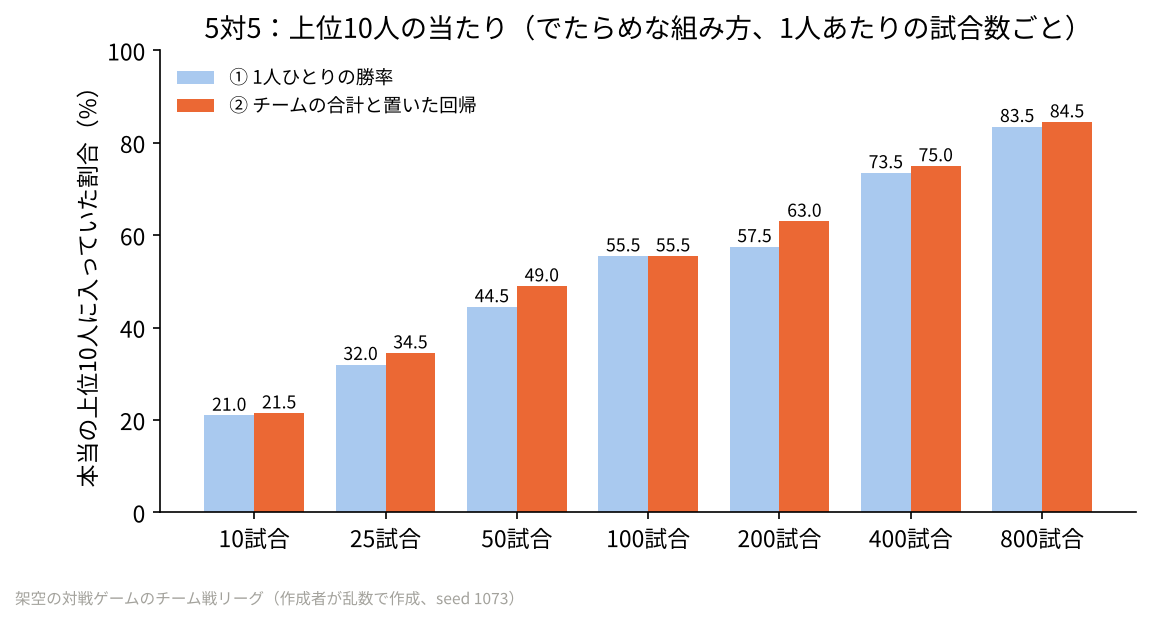 5対5：上位10人の当たり（でたらめな組み方、1人あたりの試合数ごと）
本当の上位10人に入っていた割合（%）
100
80
60
40
20
0
① 1人ひとりの勝率
② チームの合計と置いた回帰
21.0 21.5
32.0 34.5
44.5 49.0
55.5 55.5
57.5 63.0
73.5 75.0
83.5 84.5
10試合 25試合 50試合 100試合 200試合 400試合 800試合
架空の対戦ゲームのチーム戦リーグ（作成者が乱数で作成、seed 1073）